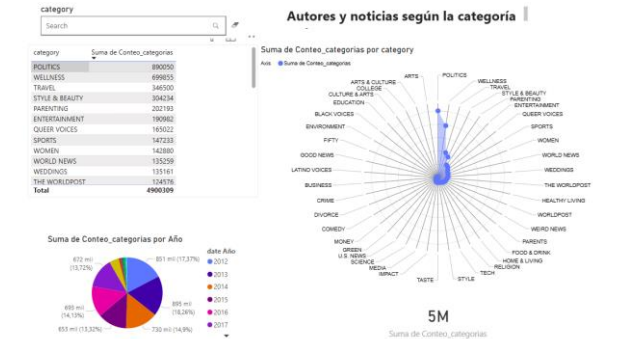 category
Search
Autores y noticias según la categoría
category Suma de Conteo_categorias
POLITICS 890050
WELLNESS 699855
TRAVEL 346500
STYLE & BEAUTY 304234
PARENTING 202193
ENTERTAINMENT 190982
QUEER VOICES 165022
SPORTS 147233
WOMEN 142880
WORLD NEWS 135259
WEDDINGS 135161
THE WORLDPOST 124576
Total 4900309
Suma de Conteo_categorias por category
Axis Suma de Conteo_categorias
POLITICS
WELLNESS
TRAVEL
STYLE & BEAUTY
PARENTING
ENTERTAINMENT
QUEER VOICES
SPORTS
WOMEN
WORLD NEWS
WEDDINGS
THE WORLDPOST
HEALTHY LIVING
WORLDPOST
WEIRD NEWS
PARENTS
FOOD & DRINK
HOME & LIVING
RELIGION
TECH
STYLE
TASTE
IMPACT
MEDIA
SCIENCE
U.S. NEWS
GREEN
MONEY
COMEDY
DIVORCE
CRIME
BUSINESS
LATINO VOICES
GOOD NEWS
FIFTY
ENVIRONMENT
BLACK VOICES
EDUCATION
CULTURE & ARTS
COLLEGE
ARTS & CULTURE
ARTS
Suma de Conteo_categorias por Año
851 mil (17,37%)
895 mil
(18,26%)
730 mil (14,9%)
653 mil (13,32%)
(14,13%)
672 mil
(13,72%)
date Año
2012
2013
2014
2015
2016
2017
5M
Suma de Conteo_categorias